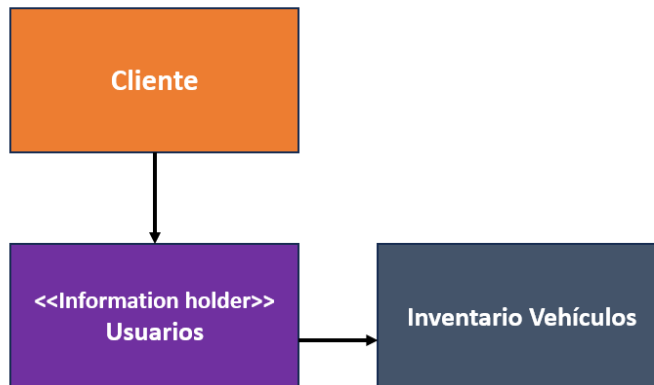 Cliente
<<Information holder>>
Usuarios
Inventario Vehículos